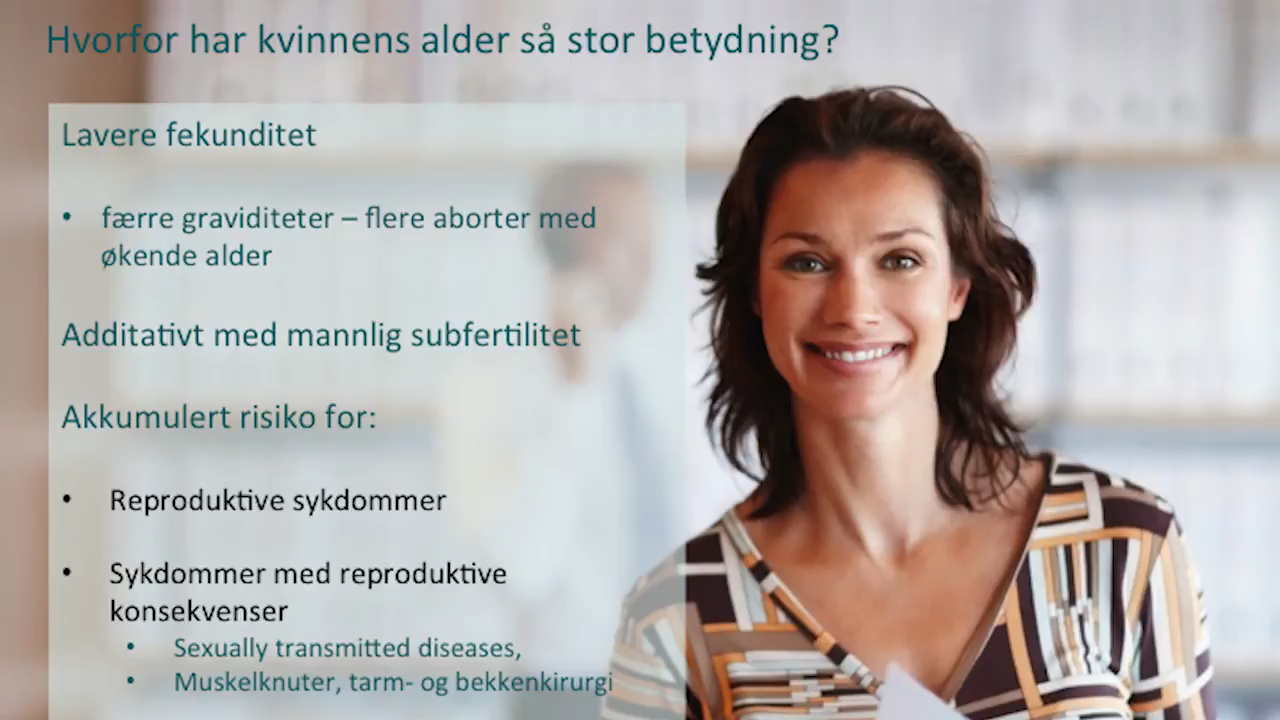 Hvorfor har kvinnens alder så stor betydning?
Lavere fekunditet
• færre graviditeter – flere aborter med
økende alder
Additativt med mannlig subfertilitet
Akkumulert risiko for:
• Reproduktive sykdommer
• Sykdommer med reproduktive
konsekvenser
• Sexually transmitted diseases,
• Muskelknuter, tarm- og bekkenkirurgi